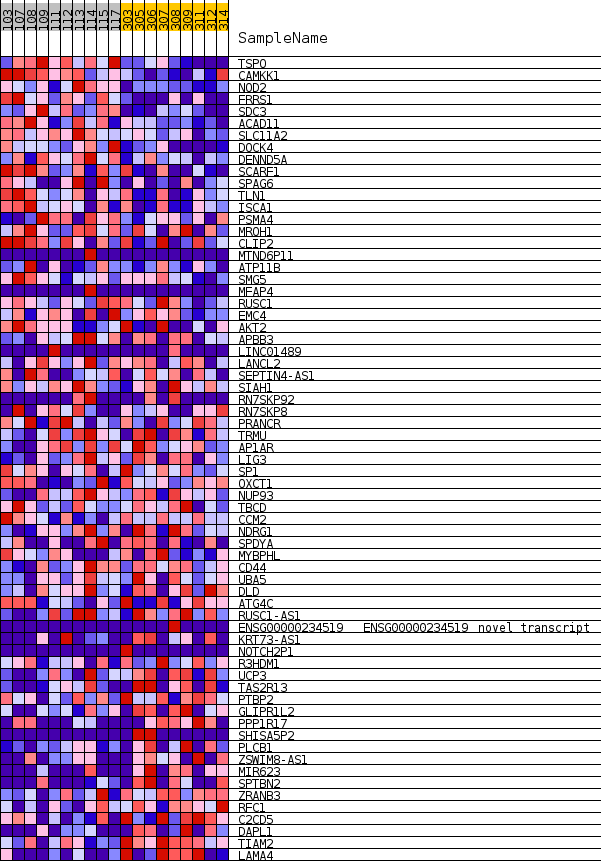 103 107 108 109 111 112 113 114 115 117 303 305 306 307 308 309 311 312 314
SampleName
TSPO
CAMKK1
NOD2
FRRS1
SDC3
ACAD11
SLC11A2
DOCK4
DENND5A
SCARF1
SPAG6
TLN1
ISCA1
PSMA4
MROH1
CLIP2
MTND6P11
ATP11B
SMG5
MFAP4
RUSC1
EMC4
AKT2
APBB3
LINC01489
LANCL2
SEPTIN4-AS1
SIAH1
RN7SKP92
RN7SKP8
PRANCR
TRMU
AP1AR
LIG3
SP1
OXCT1
NUP93
TBCD
CCM2
NDRG1
SPDYA
MYBPHL
CD44
UBA5
DLD
ATG4C
RUSC1-AS1
ENSG00000234519 ENSG00000234519 novel transcript
KRT73-AS1
NOTCH2P1
R3HDM1
UCP3
TAS2R13
PTBP2
GLIPR1L2
PPP1R17
SHISA5P2
PLCB1
ZSWIM8-AS1
MIR623
SPTBN2
ZRANB3
RFC1
C2CD5
DAPL1
TIAM2
LAMA4